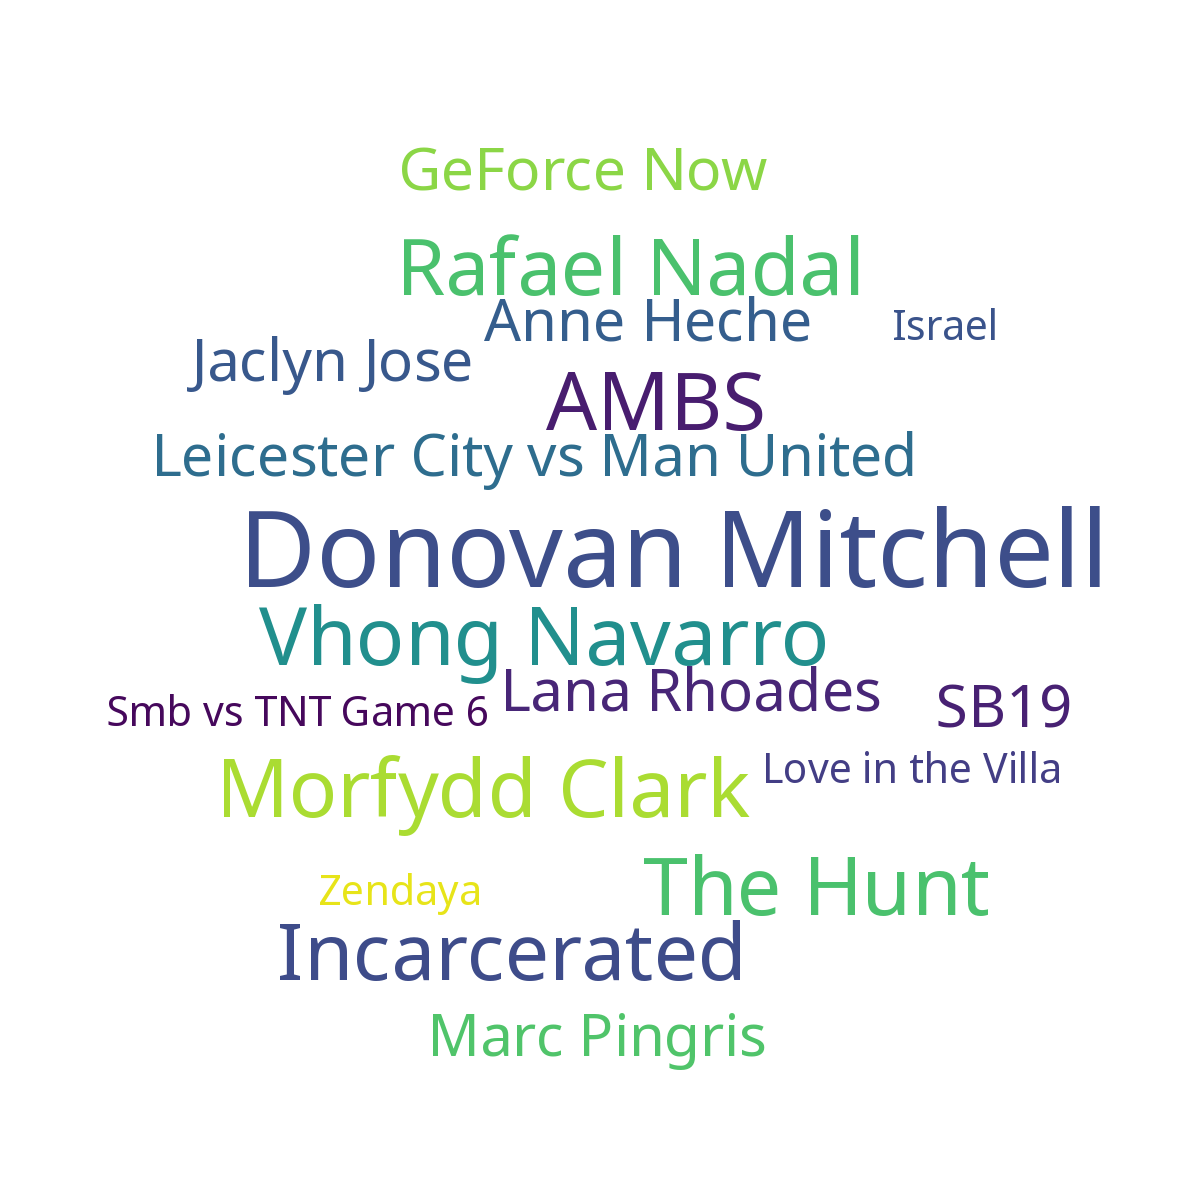 GeForce Now
Rafael Nadal
Anne Heche
Israel
Jaclyn Jose
AMBS
Leicester City vs Man United
Donovan Mitchell
Vhong Navarro
Lana Rhoades
SB19
Smb vs TNT Game 6
Morfydd Clark
Love in the Villa
The Hunt
Zendaya
Incarcerated
Marc Pingris